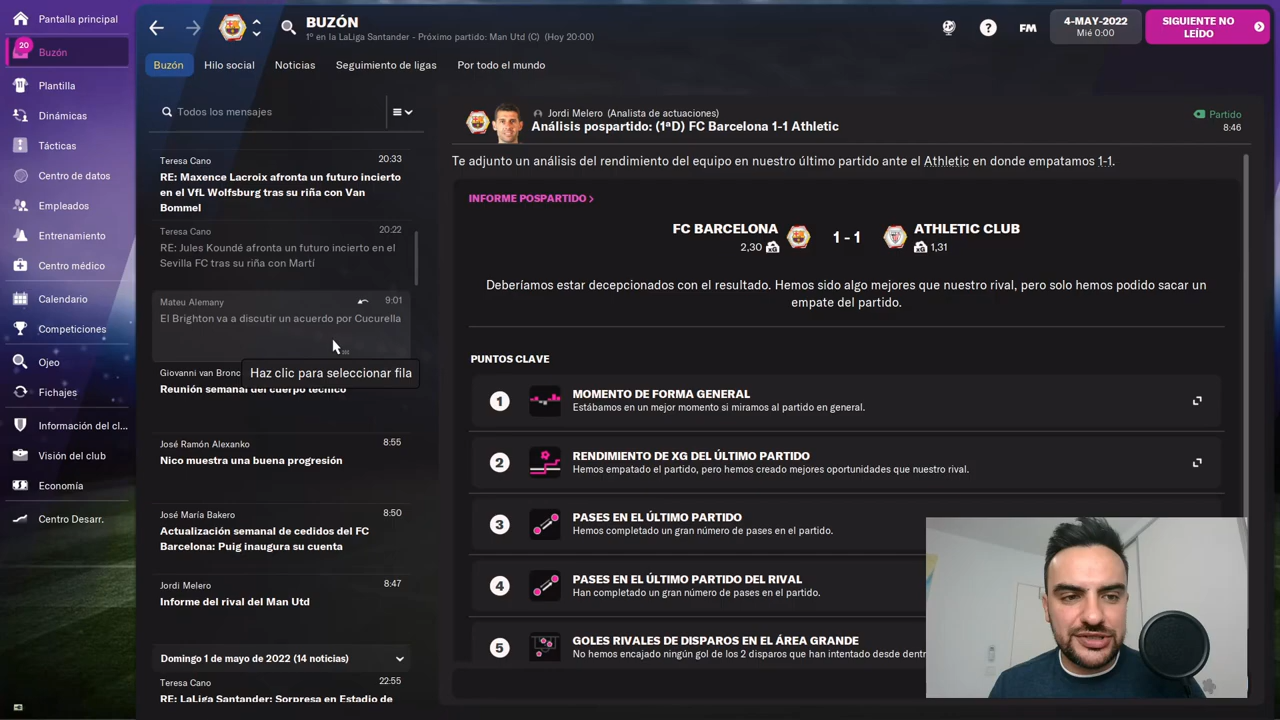 Pantalla principal
20
Buzón
Plantilla
Dinámicas
Tácticas
Centro de datos
Empleados
Entrenamiento
Centro médico
Calendario
Competiciones
Ojeo
Fichajes
Información del cl...
Visión del club
Economía
Centro Desarr.
BUZÓN
1º en la LaLiga Santander - Próximo partido: Man Utd (C) (Hoy 20:00)
FM
4-MAY-2022
Mié 0:00
SIGUIENTE NO
LEÍDO
Buzón
Hilo social
Noticias
Seguimiento de ligas
Por todo el mundo
Todos los mensajes
Teresa Cano 20:33
RE: Maxence Lacroix afronta un futuro incierto
en el VfL Wolfsburg tras su riña con Van
Bommel
Teresa Cano 20:22
RE: Jules Koundé afronta un futuro incierto en el
Sevilla FC tras su riña con Martí
Mateu Alemany 9:01
El Brighton va a discutir un acuerdo por Cucurella
Haz clic para seleccionar fila
Giovanni van Bronc
Reunión semanal del cuerpo técnico
José Ramón Alexanko 8:55
Nico muestra una buena progresión
José María Bakero 8:50
Actualización semanal de cedidos del FC
Barcelona: Puig inaugura su cuenta
Jordi Melero 8:47
Informe del rival del Man Utd
Domingo 1 de mayo de 2022 (14 noticias)
Teresa Cano 22:55
RE: LaLiga Santander: Sorpresa en Estadio de
Jordi Melero (Analista de actuaciones)
Análisis pospartido: (1ªD) FC Barcelona 1-1 Athletic
Partido
8:46
Te adjunto un análisis del rendimiento del equipo en nuestro último partido ante el Athletic en donde empatamos 1-1.
INFORME POSPARTIDO
FC BARCELONA 1 - 1 ATHLETIC CLUB
2,30 xG 1,31 xG
Deberíamos estar decepcionados con el resultado. Hemos sido algo mejores que nuestro rival, pero solo hemos podido sacar un
empate del partido.
PUNTOS CLAVE
1
MOMENTO DE FORMA GENERAL
Estábamos en un mejor momento si miramos al partido en general.
2
RENDIMIENTO DE XG DEL ÚLTIMO PARTIDO
Hemos empatado el partido, pero hemos creado mejores oportunidades que nuestro rival.
3
PASES EN EL ÚLTIMO PARTIDO
Hemos completado un gran número de pases en el partido.
4
PASES EN EL ÚLTIMO PARTIDO DEL RIVAL
Han completado un gran número de pases en el partido.
5
GOLES RIVALES DE DISPAROS EN EL ÁREA GRANDE
No hemos encajado ningún gol de los 2 disparos que han intentado desde dentr